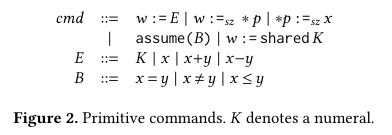 cmd ::= w := E | w :=sz *p | *p :=sz x
| assume(B) | w := shared K
E ::= K | x | x+y | x−y
B ::= x = y | x ≠ y | x ≤ y
Figure 2. Primitive commands. K denotes a numeral.